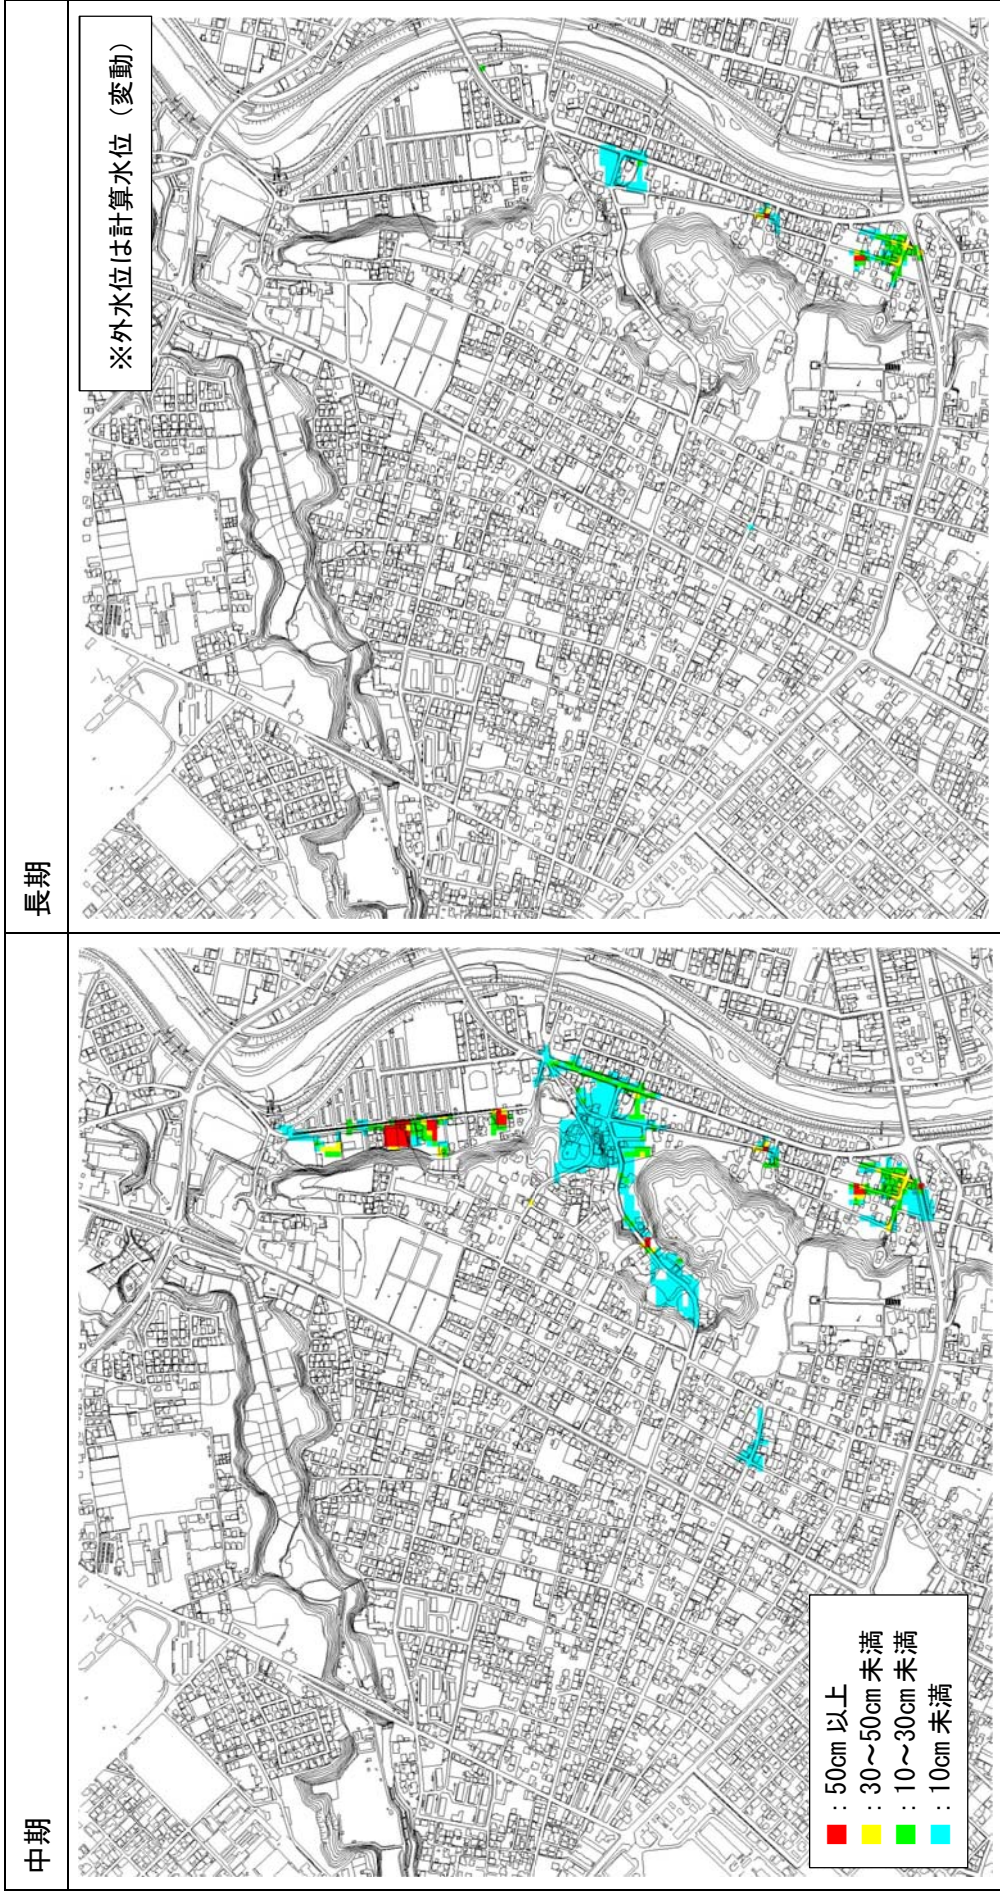 中期
長期
※外水位は計算水位（変動）
：50cm 以上
：30～50cm 未満
：10～30cm 未満
：10cm 未満